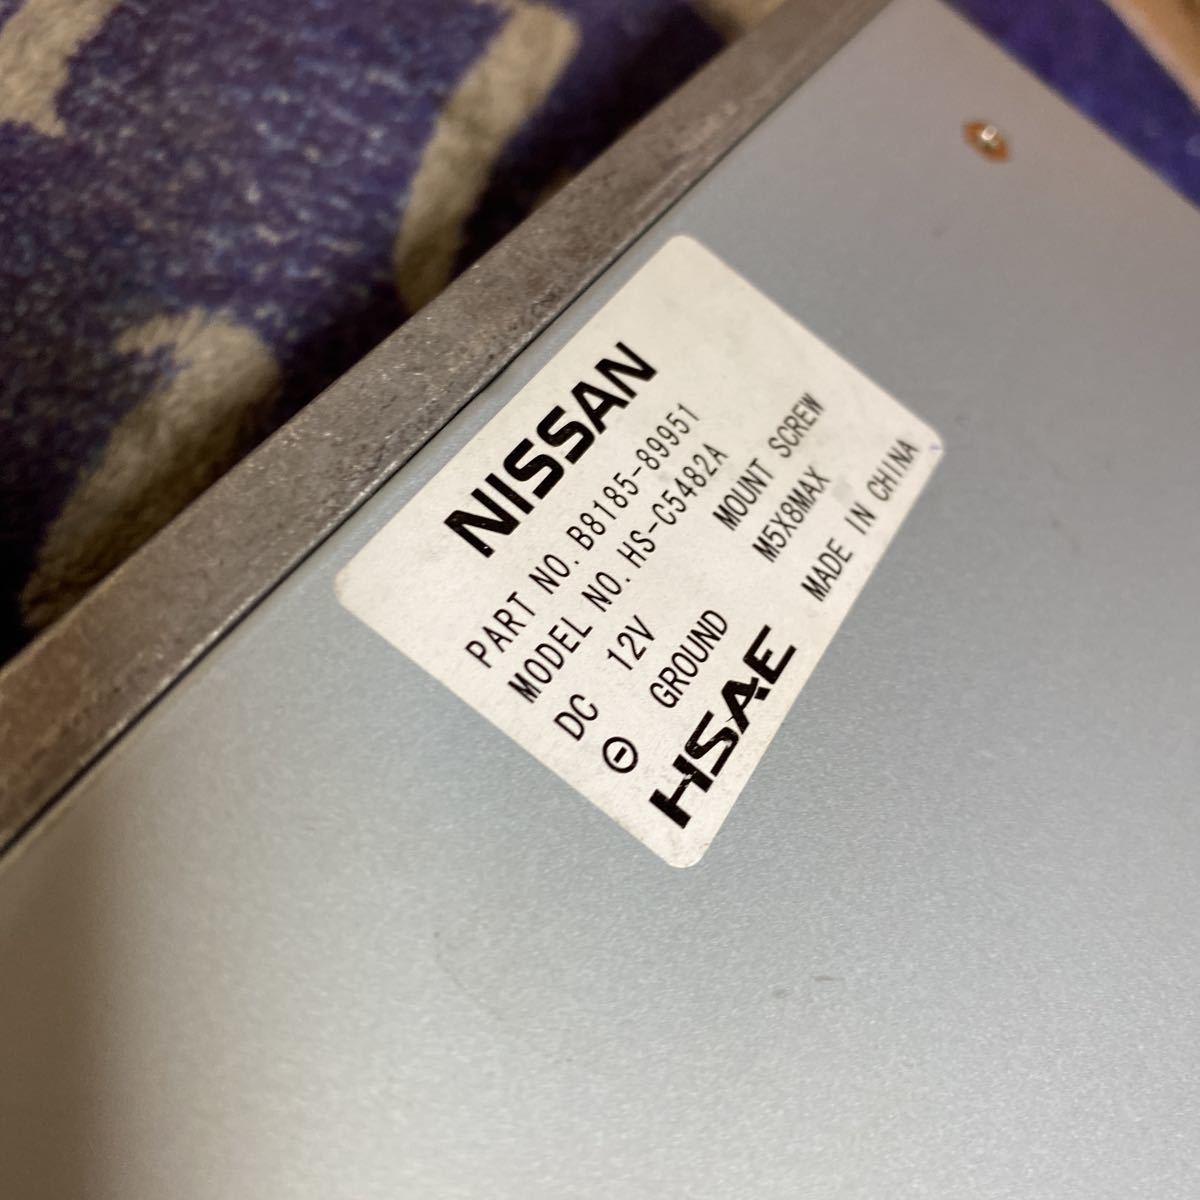 NISSAN
PART NO. B8185-89951
MODEL NO. HS-C5482A
DC 12V MOUNT SCREW
⊖ GROUND M5X8MAX
HSAE MADE IN CHINA